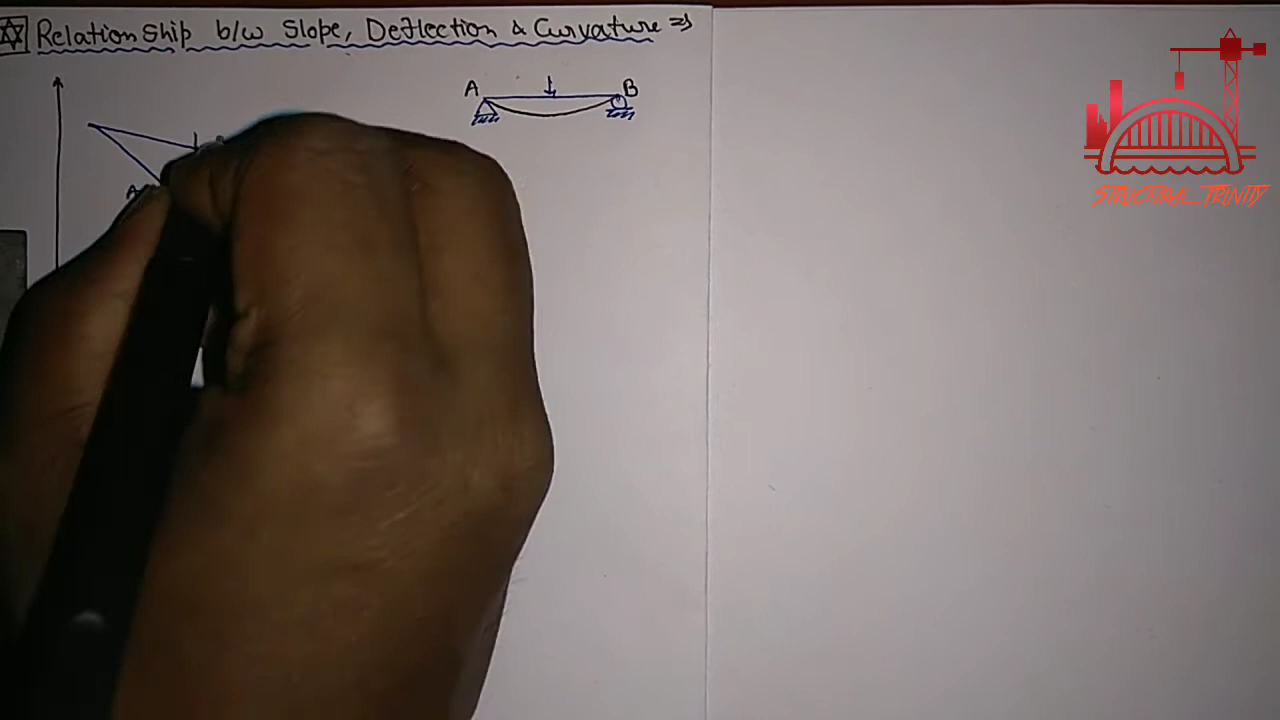 Relationship b/w Slope, Deflection & Curvature ⇒
A B
A
STRUCTURAL_TRINITY